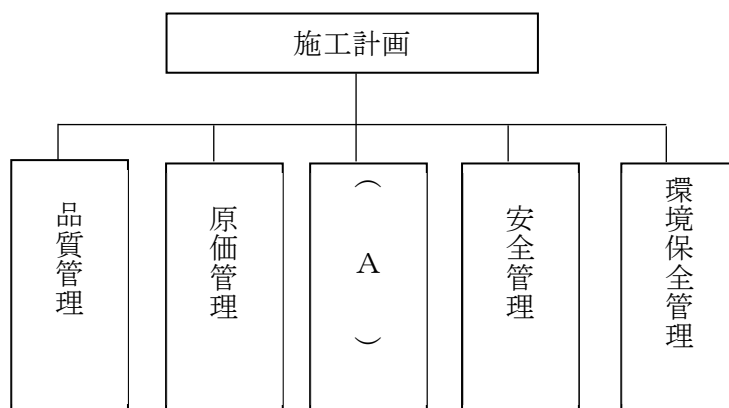 施工計画
品質管理
原価管理
（A）
安全管理
環境保全管理